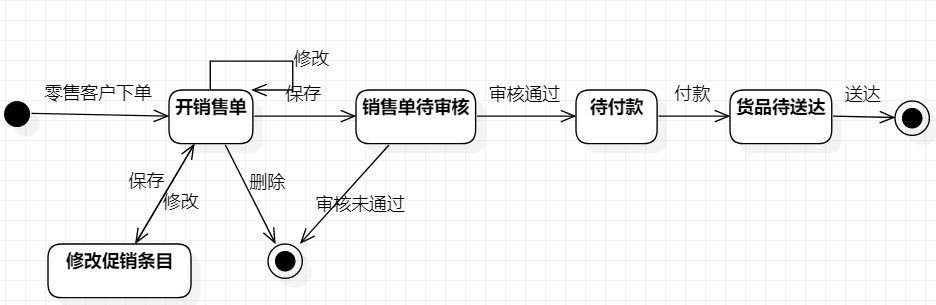 修改
零售客户下单
开销售单
保存
销售单待审核
审核通过
待付款
付款
货品待送达
送达
保存
修改
删除
审核未通过
修改促销条目